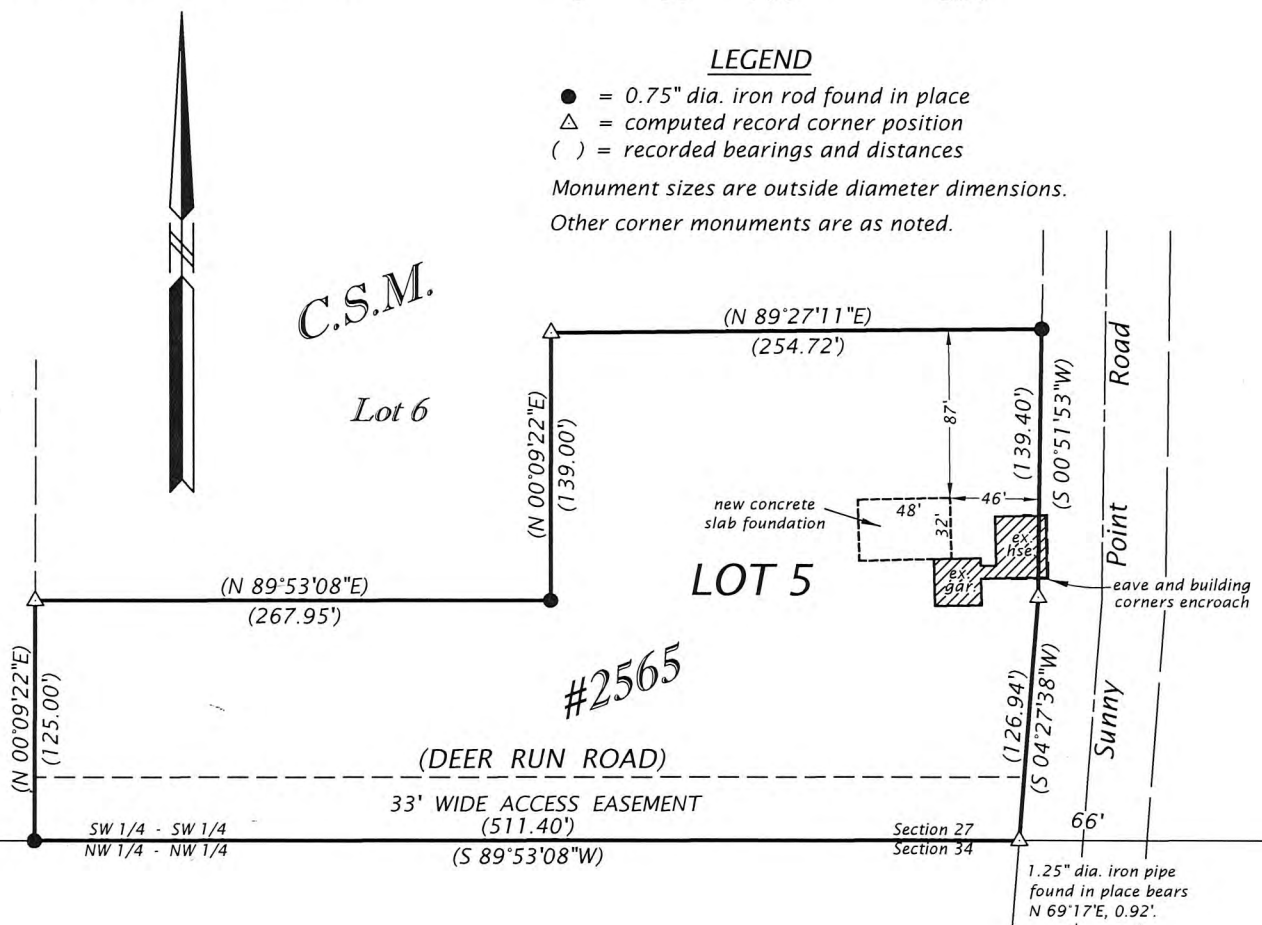 LEGEND
● = 0.75" dia. iron rod found in place
△ = computed record corner position
( ) = recorded bearings and distances
Monument sizes are outside diameter dimensions.
Other corner monuments are as noted.
N
C.S.M.
Lot 6
(N 89°27'11"E)
(254.72')
(N 00°09'22"E)
(139.00')
87'
(139.40')
(S 00°51'53"W)
Road
Point
Sunny
new concrete
slab foundation
48'
32'
46'
ex.
hse.
ex.
gar.
eave and building
corners encroach
LOT 5
(N 89°53'08"E)
(267.95')
#2565
(N 00°09'22"E)
(125.00')
(126.94')
(S 04°27'38"W)
(DEER RUN ROAD)
33' WIDE ACCESS EASEMENT
(511.40')
(S 89°53'08"W)
SW 1/4 - SW 1/4
NW 1/4 - NW 1/4
Section 27
Section 34
66'
1.25" dia. iron pipe
found in place bears
N 69°17'E, 0.92'.